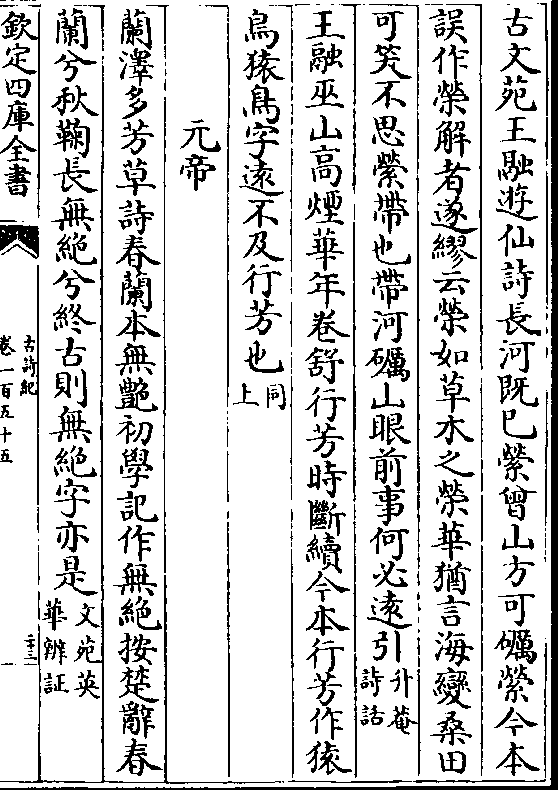 古文苑王融遊仙詩長河既已縈曾山方可礪縈今本
誤作榮解者遂繆云榮如草木之榮華猶言海變桑田
可笑不思縈帶也帶河礪山眼前事何必遠引升菴詩話
王融巫山高煙華年卷舒行芳時斷續今本行芳作猿
鳥猿鳥字遠不及行芳也同上
元帝
蘭澤多芳草詩春蘭本無艶初學記作無絶按楚辭春
蘭兮秋鞠長無絶兮終古則無絶字亦是文苑英華辨証
欽定四庫全書
古詩紀
卷一百五十五
二十三